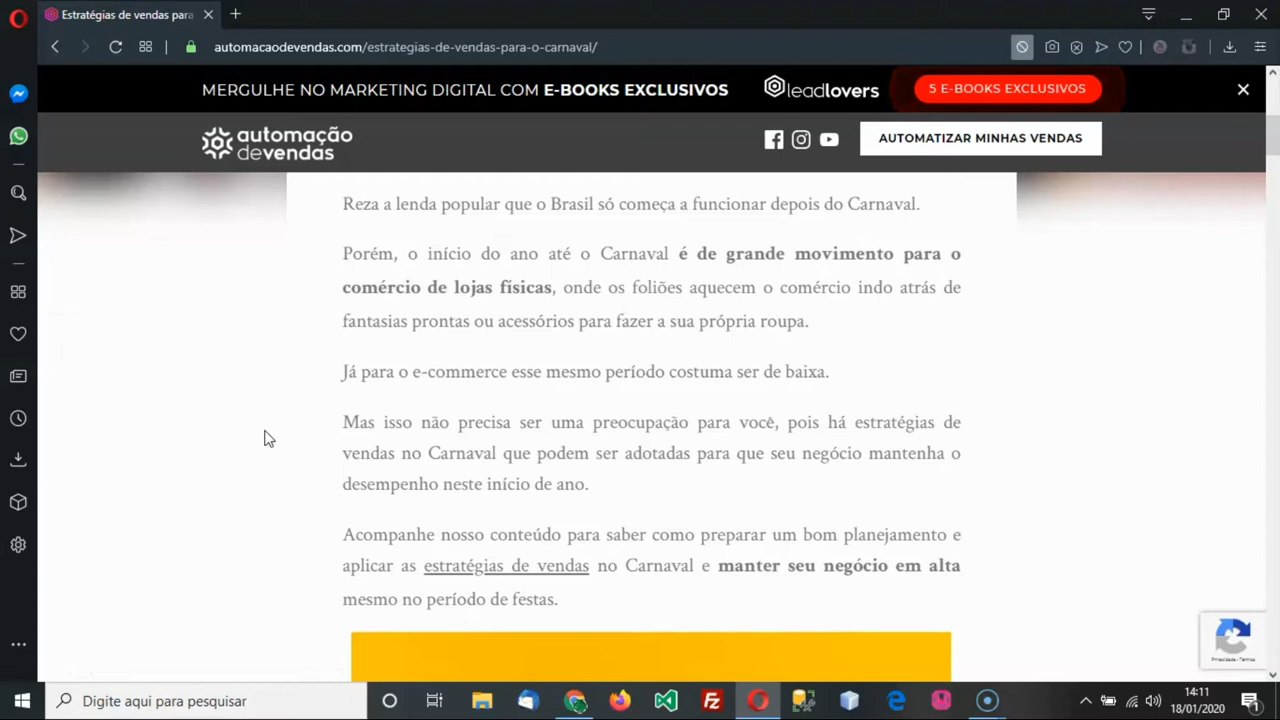 Estratégias de vendas para
automacaodevendas.com/estrategias-de-vendas-para-o-carnaval/
MERGULHE NO MARKETING DIGITAL COM E-BOOKS EXCLUSIVOS
leadlovers
5 E-BOOKS EXCLUSIVOS
automação
devendas
AUTOMATIZAR MINHAS VENDAS
Reza a lenda popular que o Brasil só começa a funcionar depois do Carnaval.
Porém, o início do ano até o Carnaval é de grande movimento para o
comércio de lojas físicas, onde os foliões aquecem o comércio indo atrás de
fantasias prontas ou acessórios para fazer a sua própria roupa.
Já para o e-commerce esse mesmo período costuma ser de baixa.
Mas isso não precisa ser uma preocupação para você, pois há estratégias de
vendas no Carnaval que podem ser adotadas para que seu negócio mantenha o
desempenho neste início de ano.
Acompanhe nosso conteúdo para saber como preparar um bom planejamento e
aplicar as estratégias de vendas no Carnaval e manter seu negócio em alta
mesmo no período de festas.
Privacidade - Termos
Digite aqui para pesquisar
14:11
18/01/2020
1